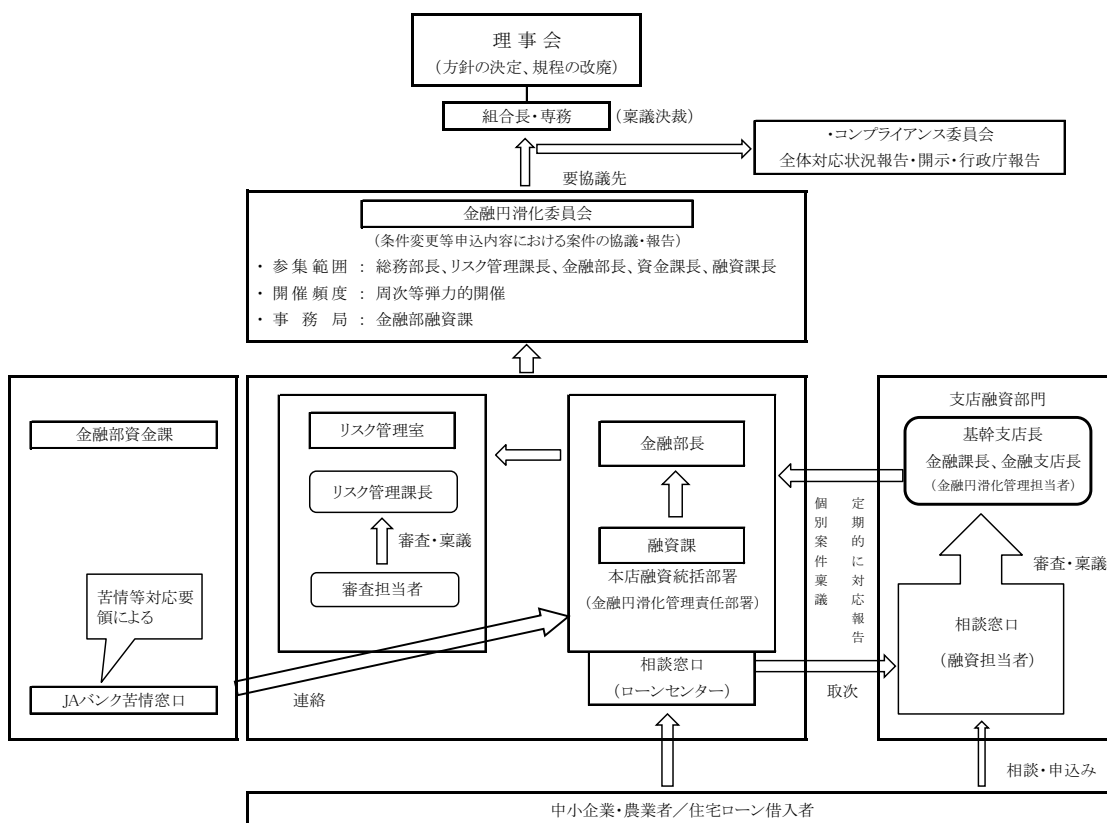 理 事 会
（方針の決定、規程の改廃）
組合長・専務
（稟議決裁）
・コンプライアンス委員会
全体対応状況報告・開示・行政庁報告
要協議先
金融円滑化委員会
（条件変更等申込内容における案件の協議・報告）
・ 参 集 範 囲 ： 総務部長、リスク管理課長、金融部長、資金課長、融資課長
・ 開 催 頻 度 ： 周次等弾力的開催
・ 事 務 局 ： 金融部融資課
金融部資金課
苦情等対応要
領による
JAバンク苦情窓口
リスク管理室
リスク管理課長
審査・稟議
審査担当者
連絡
金融部長
融資課
本店融資統括部署
（金融円滑化管理責任部署）
相談窓口
（ローンセンター）
定期的に対応報告
個別案件稟議
取次
支店融資部門
基幹支店長
金融課長、金融支店長
（金融円滑化管理担当者）
審査・稟議
相談窓口
（融資担当者）
相談・申込み
中小企業・農業者／住宅ローン借入者